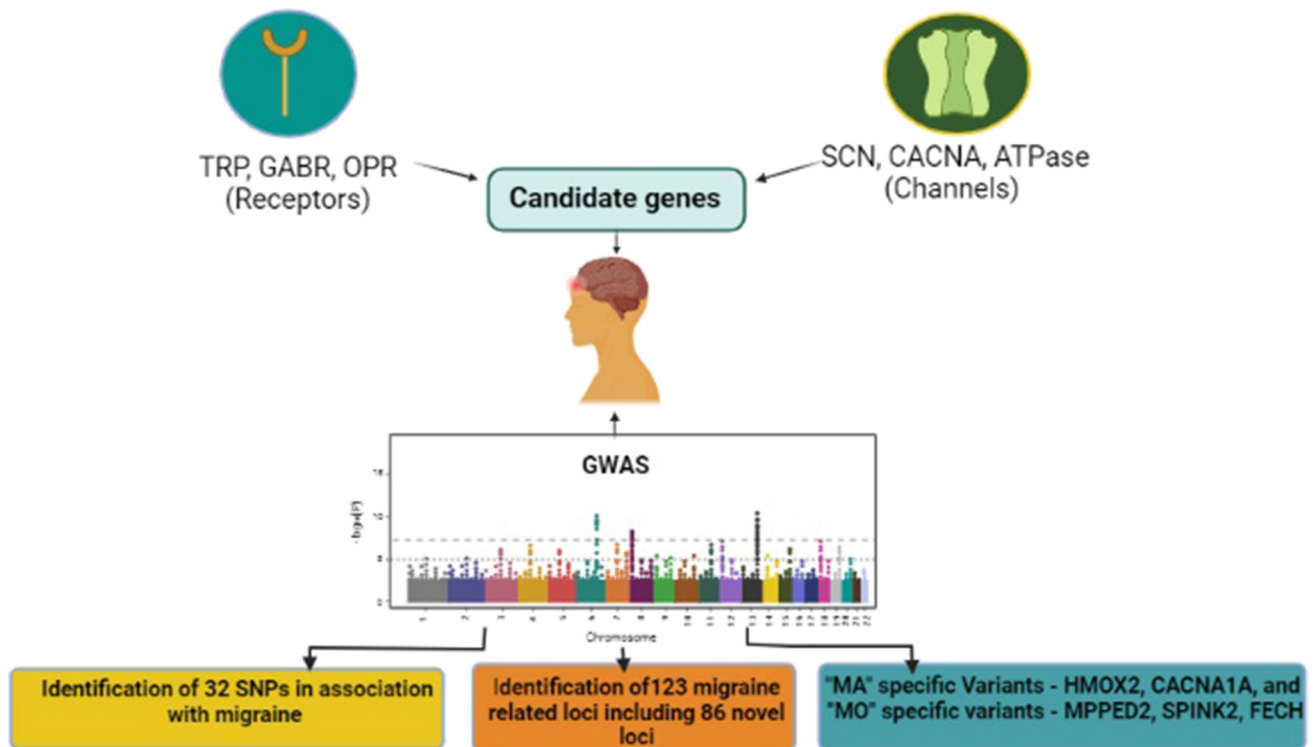 TRP, GABR, OPR
(Receptors)
SCN, CACNA, ATPase
(Channels)
Candidate genes
GWAS
Chromosome
Identification of 32 SNPs in association
with migraine
Identification of 123 migraine
related loci including 86 novel
loci
"MA" specific Variants - HMOX2, CACNA1A, and
"MO" specific variants - MPPED2, SPINK2, FECH